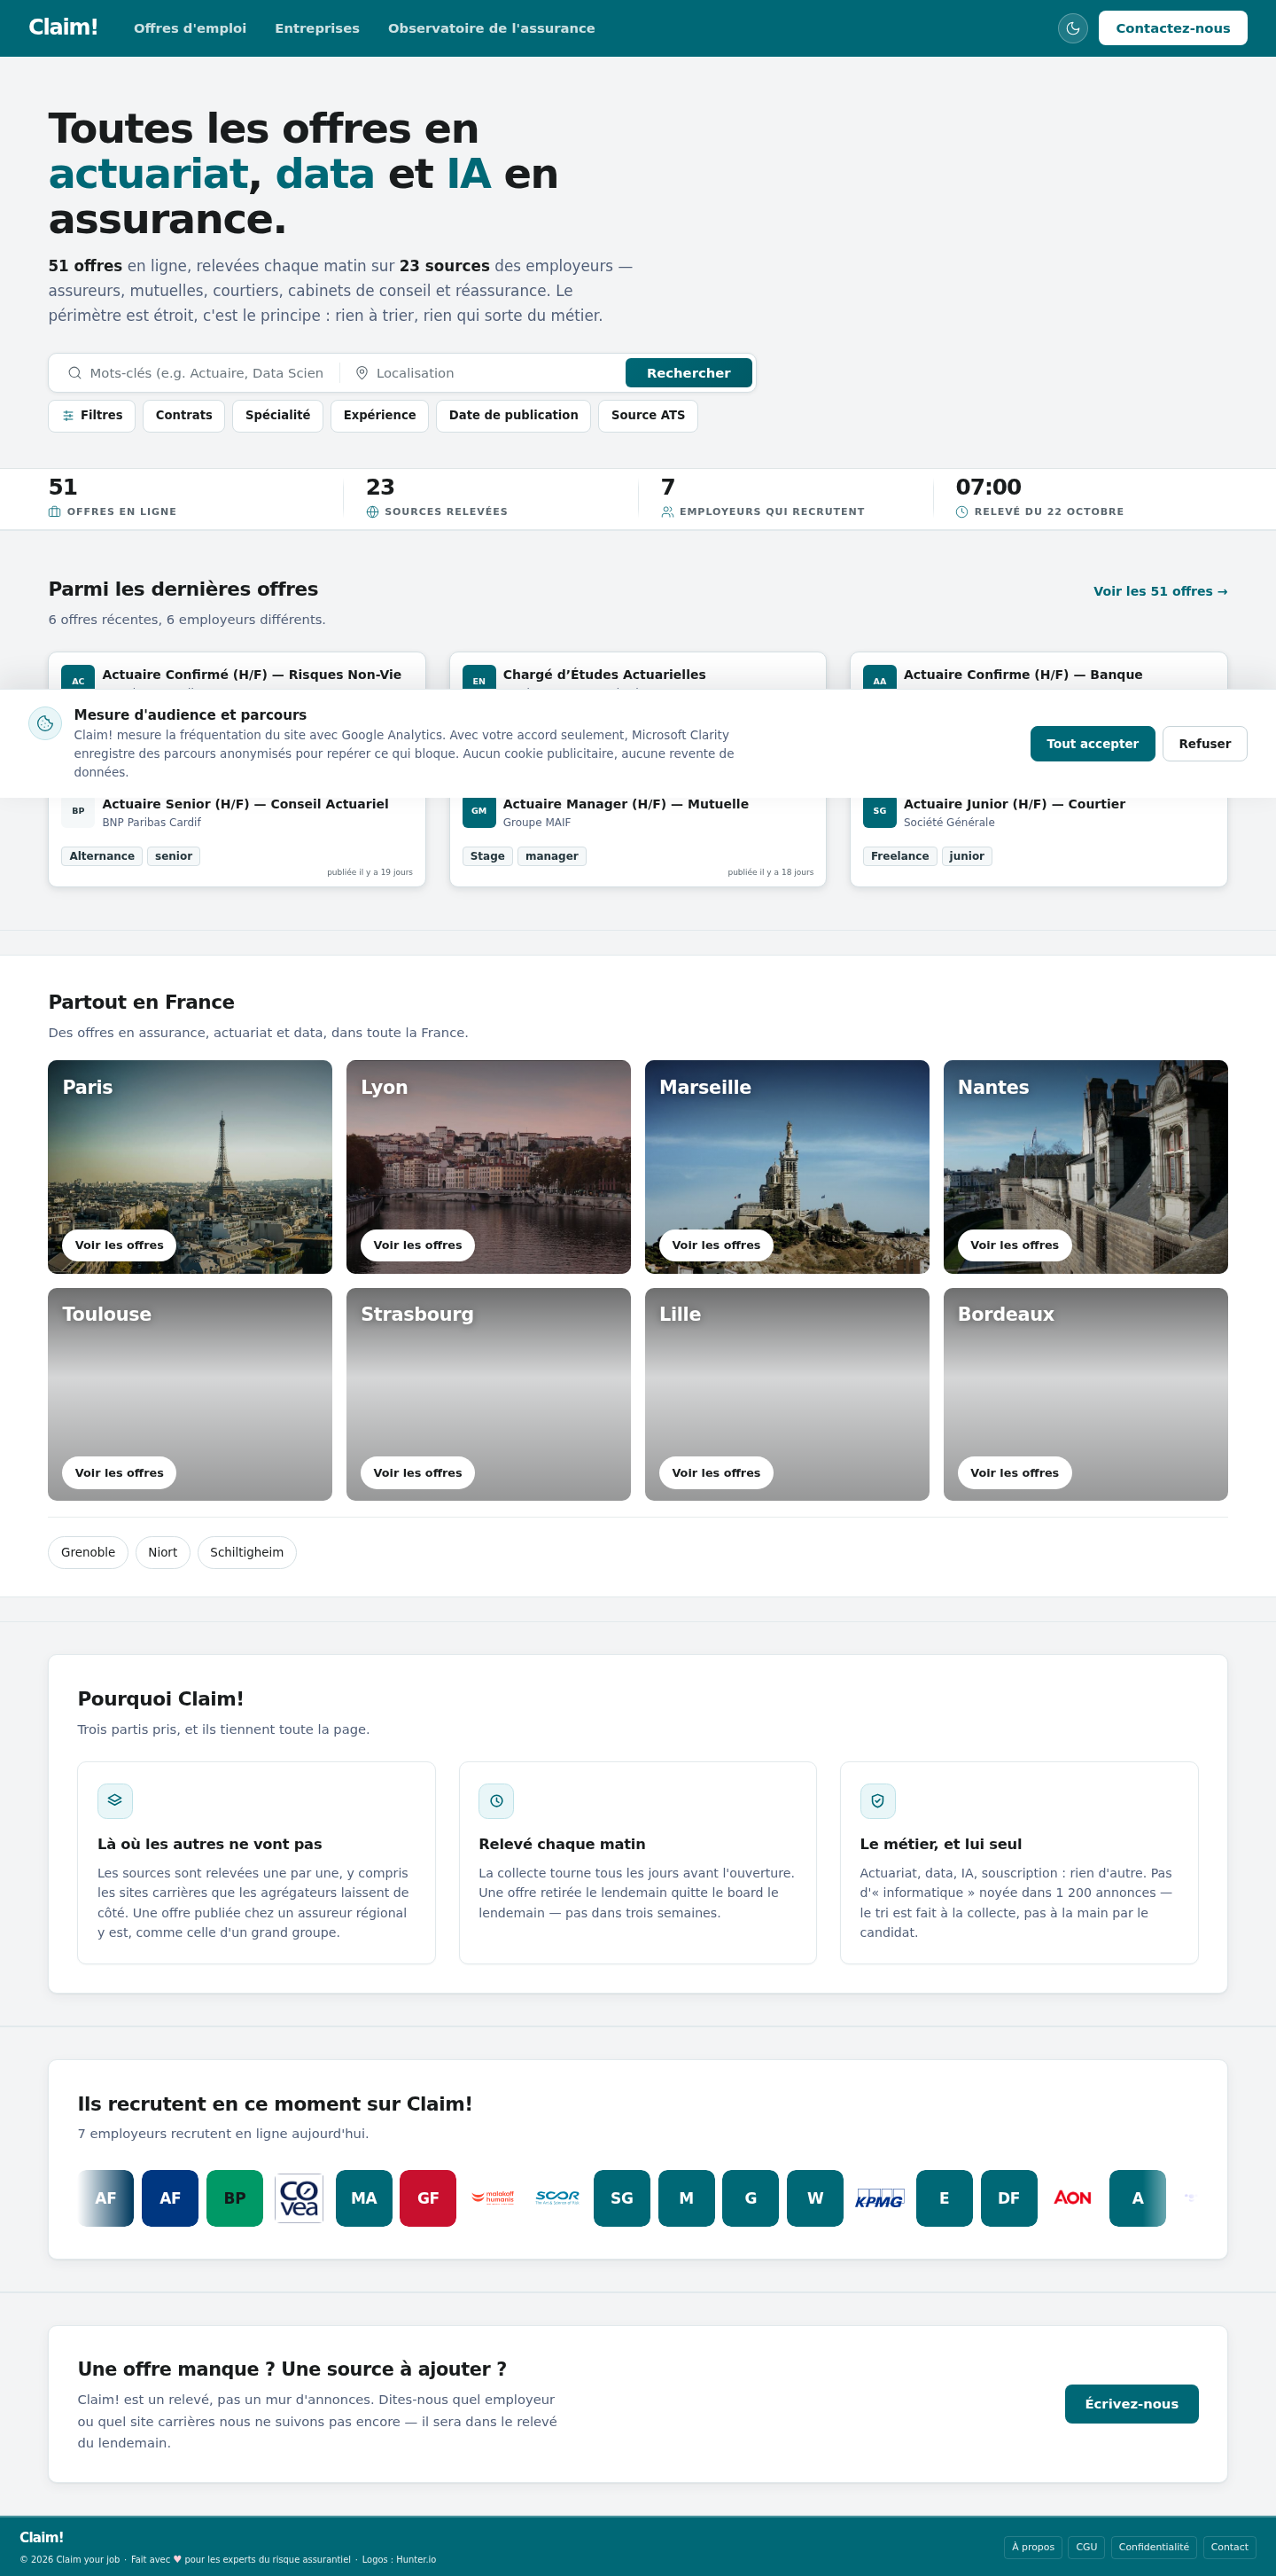 Claim!
Offres d'emploi
Entreprises
Observatoire de l'assurance
Contactez-nous
Toutes les offres en
actuariat, data et IA en
assurance.
51 offres en ligne, relevées chaque matin sur 23 sources des employeurs —
assureurs, mutuelles, courtiers, cabinets de conseil et réassurance. Le
périmètre est étroit, c'est le principe : rien à trier, rien qui sorte du métier.
Mots-clés (e.g. Actuaire, Data Scien
Localisation
Rechercher
Filtres
Contrats
Spécialité
Expérience
Date de publication
Source ATS
51
OFFRES EN LIGNE
23
SOURCES RELEVÉES
7
EMPLOYEURS QUI RECRUTENT
07:00
RELEVÉ DU 22 OCTOBRE
Parmi les dernières offres
Voir les 51 offres →
6 offres récentes, 6 employeurs différents.
AC
Actuaire Confirmé (H/F) — Risques Non-Vie
EN
Chargé d’Études Actuarielles
AA
Actuaire Confirme (H/F) — Banque
Mesure d'audience et parcours
Claim! mesure la fréquentation du site avec Google Analytics. Avec votre accord seulement, Microsoft Clarity
enregistre des parcours anonymisés pour repérer ce qui bloque. Aucun cookie publicitaire, aucune revente de
données.
Tout accepter
Refuser
BP
Actuaire Senior (H/F) — Conseil Actuariel
BNP Paribas Cardif
Alternance
senior
publiée il y a 19 jours
GM
Actuaire Manager (H/F) — Mutuelle
Groupe MAIF
Stage
manager
publiée il y a 18 jours
SG
Actuaire Junior (H/F) — Courtier
Société Générale
Freelance
junior
Partout en France
Des offres en assurance, actuariat et data, dans toute la France.
Paris
Voir les offres
Lyon
Voir les offres
Marseille
Voir les offres
Nantes
Voir les offres
Toulouse
Voir les offres
Strasbourg
Voir les offres
Lille
Voir les offres
Bordeaux
Voir les offres
Grenoble
Niort
Schiltigheim
Pourquoi Claim!
Trois partis pris, et ils tiennent toute la page.
Là où les autres ne vont pas
Les sources sont relevées une par une, y compris
les sites carrières que les agrégateurs laissent de
côté. Une offre publiée chez un assureur régional
y est, comme celle d'un grand groupe.
Relevé chaque matin
La collecte tourne tous les jours avant l'ouverture.
Une offre retirée le lendemain quitte le board le
lendemain — pas dans trois semaines.
Le métier, et lui seul
Actuariat, data, IA, souscription : rien d'autre. Pas
d'« informatique » noyée dans 1 200 annonces —
le tri est fait à la collecte, pas à la main par le
candidat.
Ils recrutent en ce moment sur Claim!
7 employeurs recrutent en ligne aujourd'hui.
AF
AF
BP
covea
MA
GF
malakoff
humanis
SCOR
SG
M
G
W
KPMG
E
DF
AON
A
Une offre manque ? Une source à ajouter ?
Claim! est un relevé, pas un mur d'annonces. Dites-nous quel employeur
ou quel site carrières nous ne suivons pas encore — il sera dans le relevé
du lendemain.
Écrivez-nous
Claim!
© 2026 Claim your job · Fait avec ♥ pour les experts du risque assurantiel · Logos : Hunter.io
À propos
CGU
Confidentialité
Contact